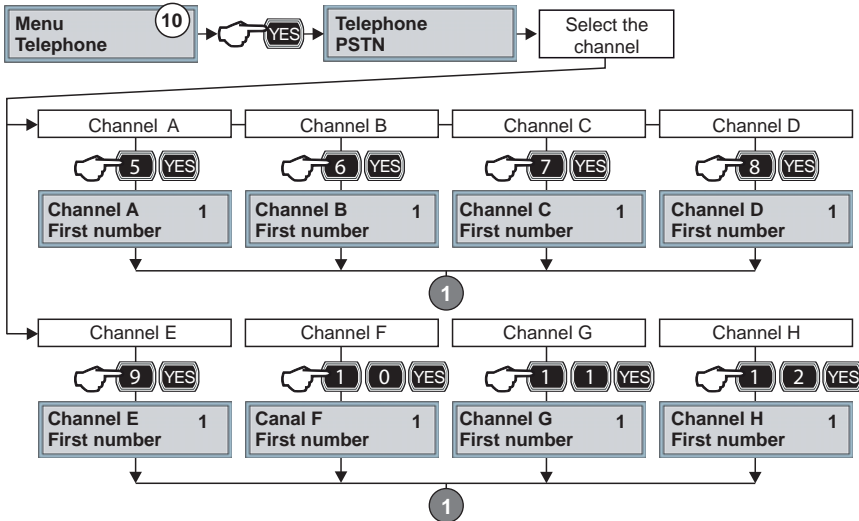 Menu 10
Telephone
YES
Telephone
PSTN
Select the
channel
Channel A Channel B Channel C Channel D
5 YES 6 YES 7 YES 8 YES
Channel A 1 Channel B 1 Channel C 1 Channel D 1
First number First number First number First number
1
Channel E Channel F Channel G Channel H
9 YES 1 0 YES 1 1 YES 1 2 YES
Channel E 1 Canal F 1 Channel G 1 Channel H 1
First number First number First number First number
1